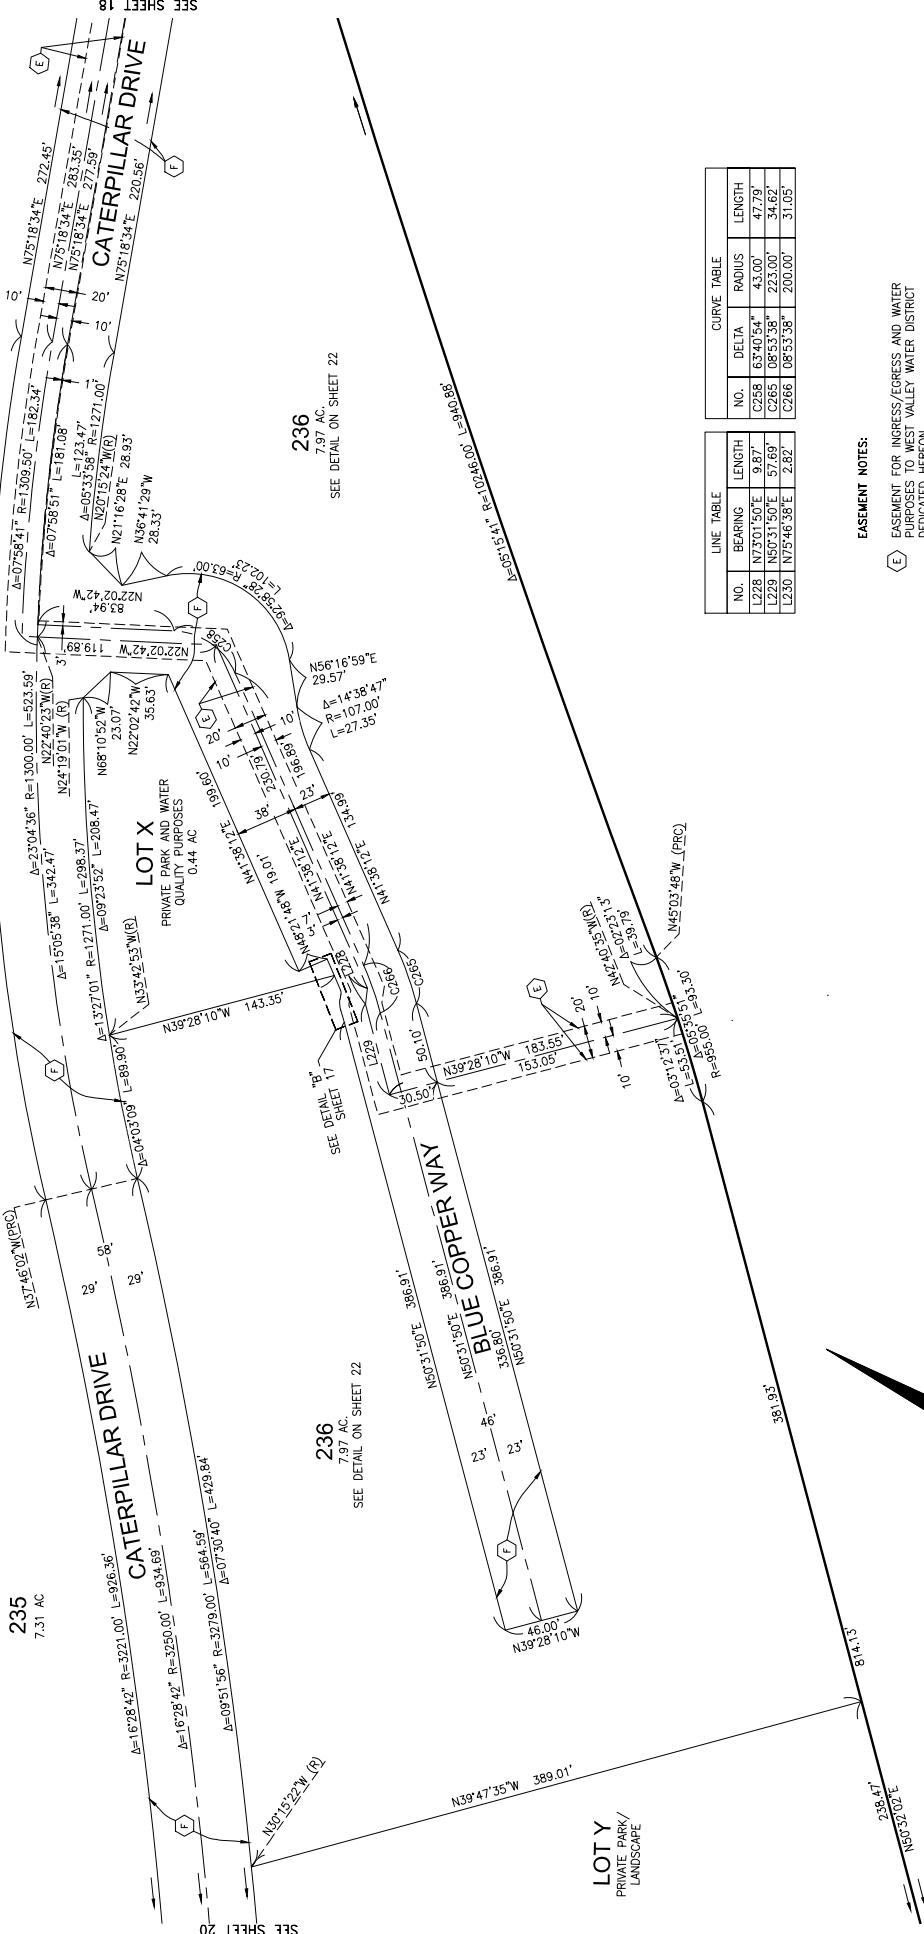 SEE SHEET 18
SEE SHEET 20
235
7.31 AC
CATERPILLAR DRIVE
Δ=16°28'42" R=3221.00' L=926.36'
Δ=16°28'42" R=3250.00' L=934.69'
Δ=09°51'56" R=3279.00' L=564.59'
Δ=07°30'40" L=429.84'
N30°15'22"W (R)
N37°46'02"W(PRC)
58'
29'
29'
F
F
Δ=23°04'36" R=1300.00' L=523.59'
Δ=15°05'38" L=342.47'
Δ=13°27'01" R=1271.00' L=298.37'
Δ=09°23'52" L=208.47'
Δ=04°03'09" L=89.90'
N33°42'53"W(R)
N22°40'23"W(R)
N24°19'01"W (R)
N68°10'52"W
23.07'
N22°02'42"W
35.63'
LOT X
PRIVATE PARK AND WATER
QUALITY PURPOSES
0.44 AC
N39°28'10"W 143.35'
N41°38'12"E 199.60'
N48°21'48"W 19.01'
38'
23'
Δ=07°58'41" R=1309.50' L=182.34'
Δ=07°58'51" L=181.08'
L=123.47'
Δ=05°33'58" R=1271.00'
N20°15'24"W(R)
N21°16'28"E 28.93'
N36°41'29"W
28.33'
N22°02'42"W
83.94'
N22°02'42"W 119.89'
3'
1'
10'
20'
10'
N75°18'34"E 272.45'
N75°18'34"E 283.35'
N75°18'34"E 277.59'
N75°18'34"E 220.56'
CATERPILLAR DRIVE
E
F
F
C258
R=63.00'
Δ=92°58'28" L=102.23'
N56°16'59"E
29.57'
Δ=14°38'47"
R=107.00'
L=27.35'
E
20'
10'
10'
230.79'
196.89'
N41°38'12"E
N41°38'12"E
N41°38'12"E 134.99'
L228
L229
C266
C265
SEE DETAIL "B"
SHEET 17
30.50'
50.10'
N39°28'10"W 183.55'
153.05'
E
20'
10'
10'
N42°40'35"W(R)
Δ=02°23'13"
L=39.79'
N45°03'48"W (PRC)
Δ=03°12'37"
L=53.51'
Δ=05°35'51" L=93.30'
R=955.00'
BLUE COPPER WAY
N50°31'50"E 386.91'
N50°31'50"E 386.91'
336.80'
N50°31'50"E 386.91'
46'
23'
23'
F
46.00'
N39°28'10"W
236
7.97 AC.
SEE DETAIL ON SHEET 22
236
7.97 AC.
SEE DETAIL ON SHEET 22
Δ=05°15'41" R=10246.00' L=940.88'
381.93'
814.13'
238.47'
N50°32'02"E
N39°47'35"W 389.01'
LOT Y
PRIVATE PARK/
LANDSCAPE
LINE TABLE
NO. BEARING LENGTH
L228 N73°01'50"E 9.87'
L229 N50°31'50"E 57.69'
L230 N75°46'38"E 2.82'
CURVE TABLE
NO. DELTA RADIUS LENGTH
C258 63°40'54" 43.00' 47.79'
C265 08°53'38" 223.00' 34.62'
C266 08°53'38" 200.00' 31.05'
EASEMENT NOTES:
E EASEMENT FOR INGRESS/EGRESS AND WATER
PURPOSES TO WEST VALLEY WATER DISTRICT
DEDICATED HEREON